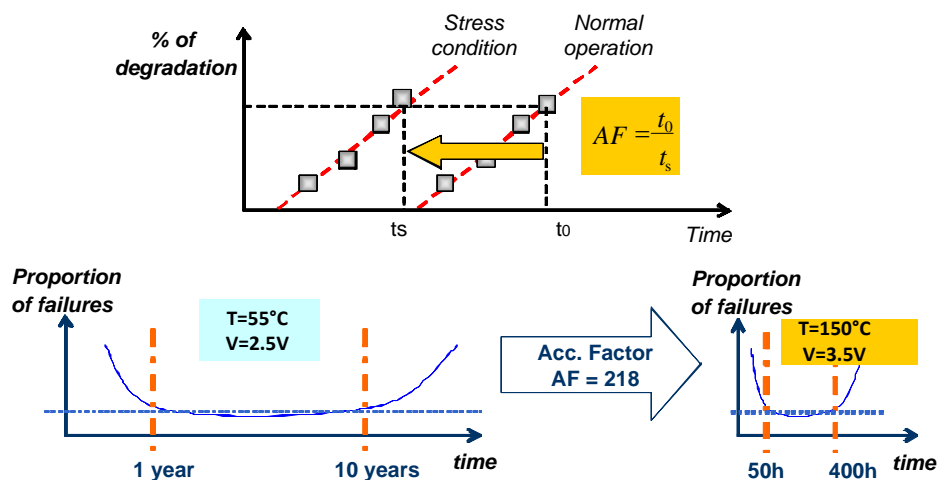 % of
degradation
Stress
condition
Normal
operation
AF = t0
ts
ts
t0
Time
Proportion
of failures
T=55°C
V=2.5V
Acc. Factor
AF = 218
Proportion
of failures
T=150°C
V=3.5V
1 year
10 years
time
50h
400h
time